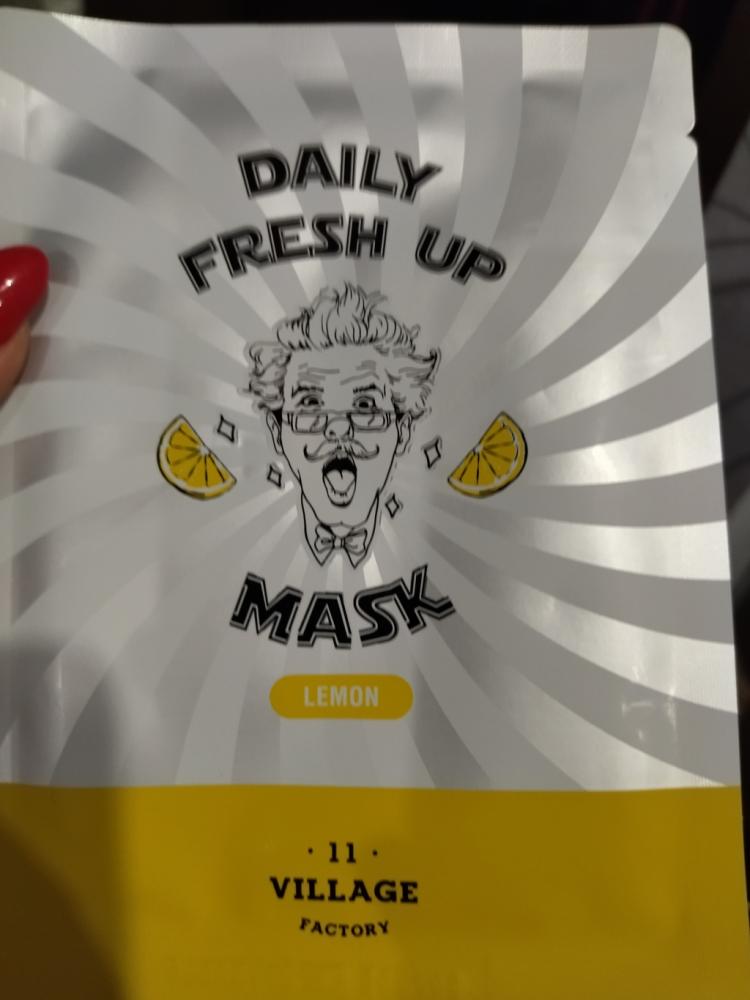 DAILY
FRESH UP
MASK
LEMON
· 11 ·
VILLAGE
FACTORY